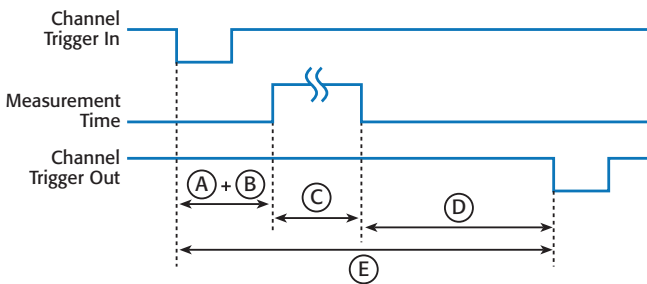 Channel
Trigger In
Measurement
Time
Channel
Trigger Out
A + B
C
D
E